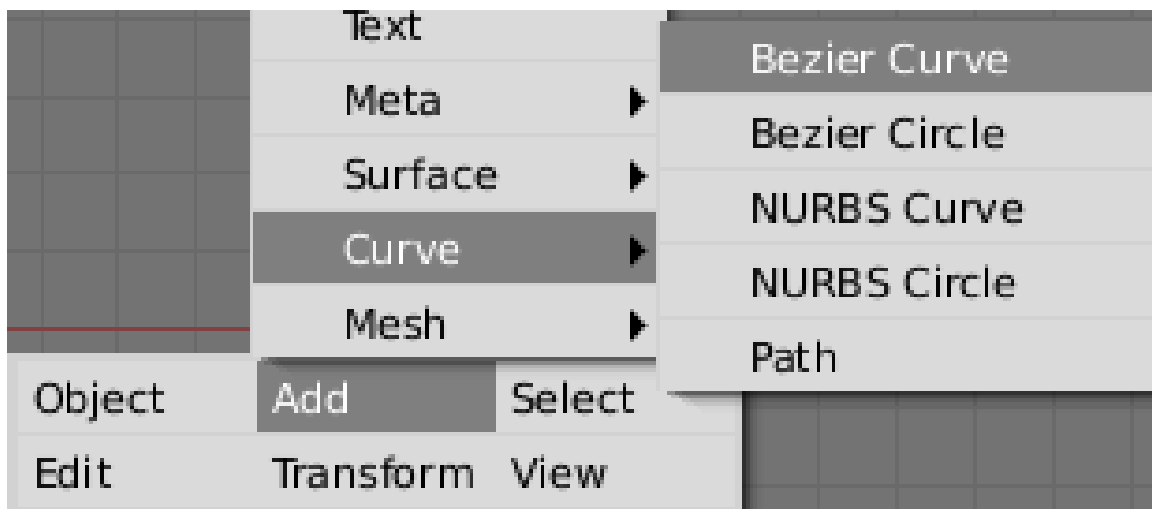 Text
Meta
Surface
Curve
Mesh
Bezier Curve
Bezier Circle
NURBS Curve
NURBS Circle
Path
Object Add Select
Edit Transform View